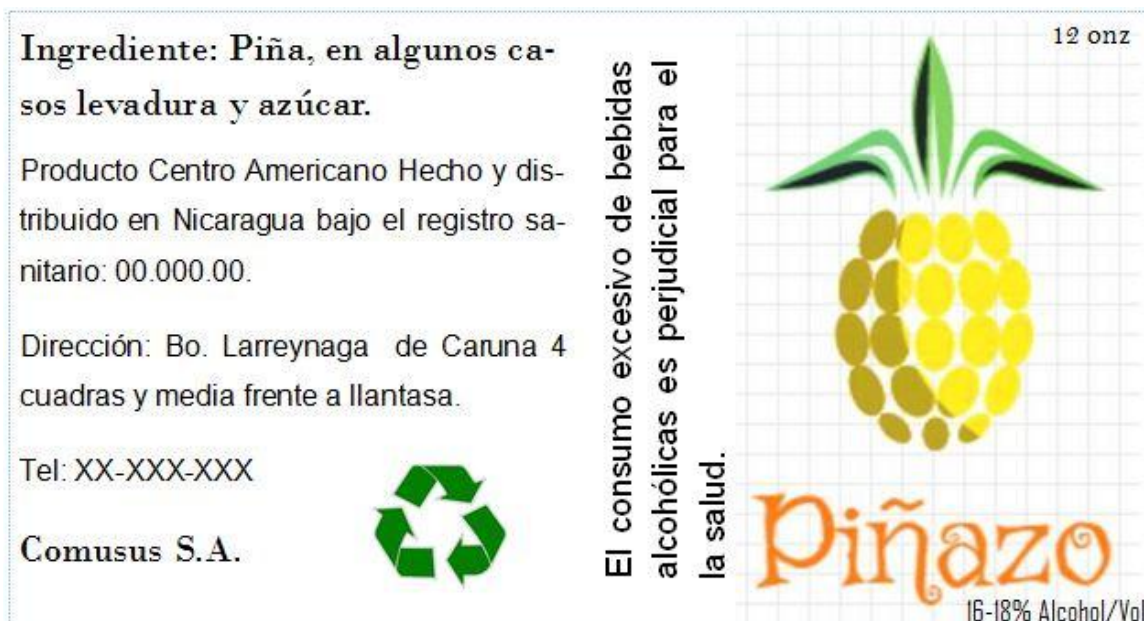 Ingrediente: Piña, en algunos ca-
sos levadura y azúcar.
Producto Centro Americano Hecho y dis-
tribuido en Nicaragua bajo el registro sa-
nitario: 00.000.00.
Dirección: Bo. Larreynaga de Caruna 4
cuadras y media frente a llantasa.
Tel: XX-XXX-XXX
Comusus S.A.
El consumo excesivo de bebidas
alcohólicas es perjudicial para el
la salud.
12 onz
Piñazo
16-18% Alcohol/Vol